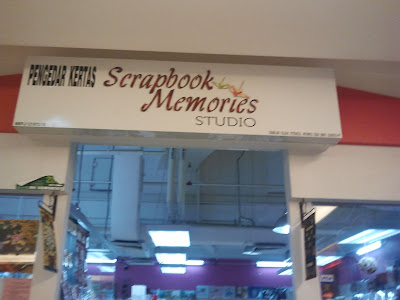 PENGEDAR KERTAS
Scrapbook
Memories
STUDIO